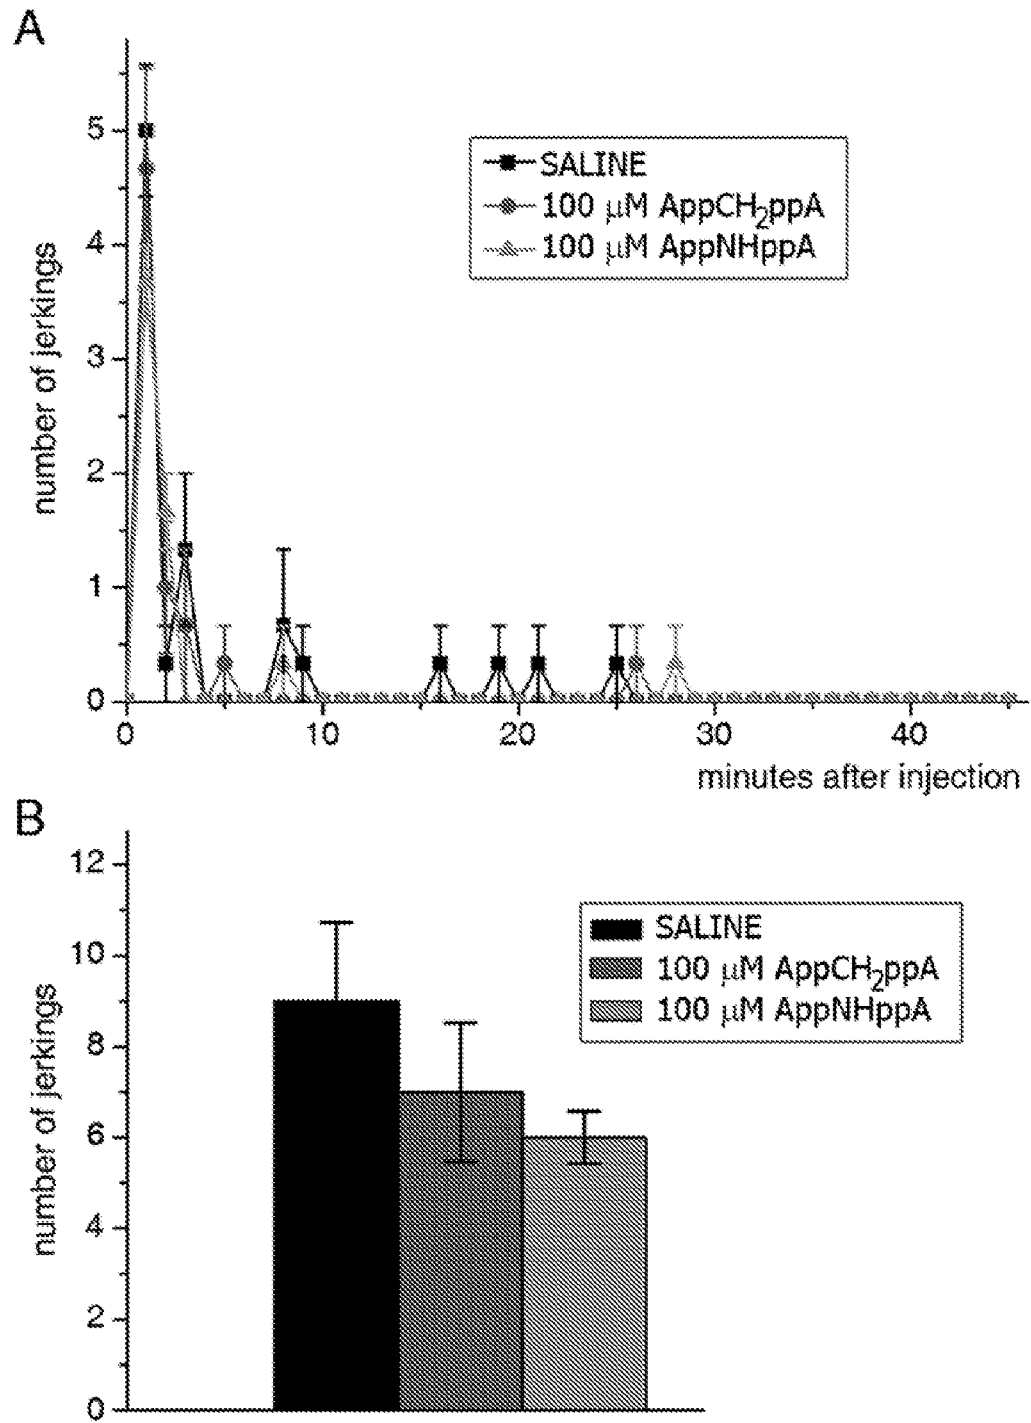 A
number of jerkings
5
4
3
2
1
0
SALINE
100 μM AppCH2ppA
100 μM AppNHppA
0 10 20 30 40
minutes after injection
B
number of jerkings
12
10
8
6
4
2
0
SALINE
100 μM AppCH2ppA
100 μM AppNHppA